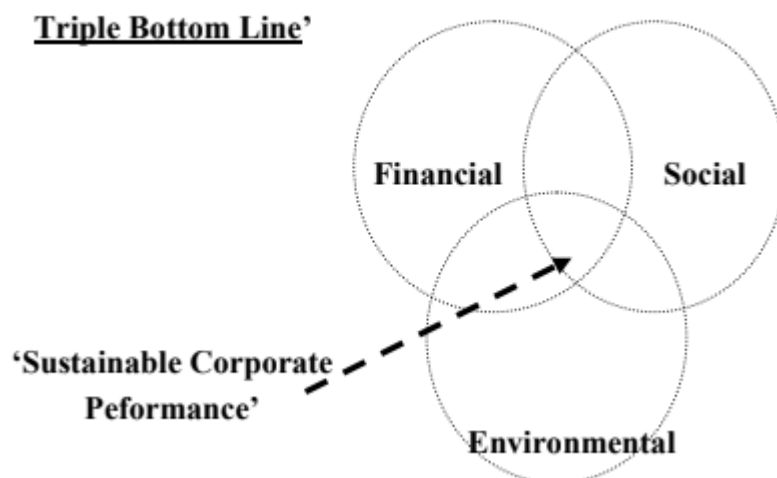 Triple Bottom Line’
Financial
Social
‘Sustainable Corporate
Peformance’
Environmental